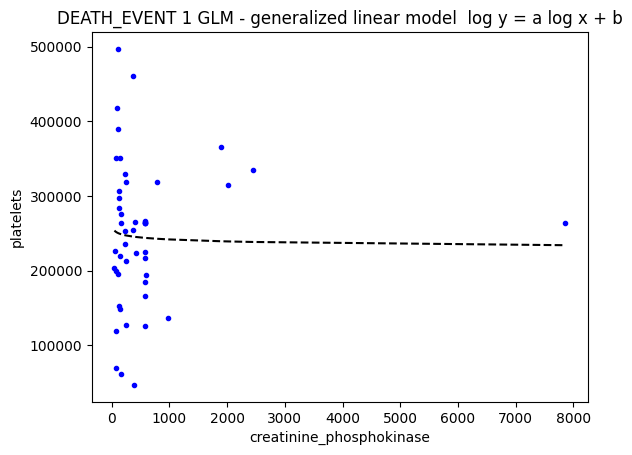 DEATH_EVENT 1 GLM - generalized linear model  log y = a log x + b
500000
400000
300000
200000
100000
platelets
0 1000 2000 3000 4000 5000 6000 7000 8000
creatinine_phosphokinase